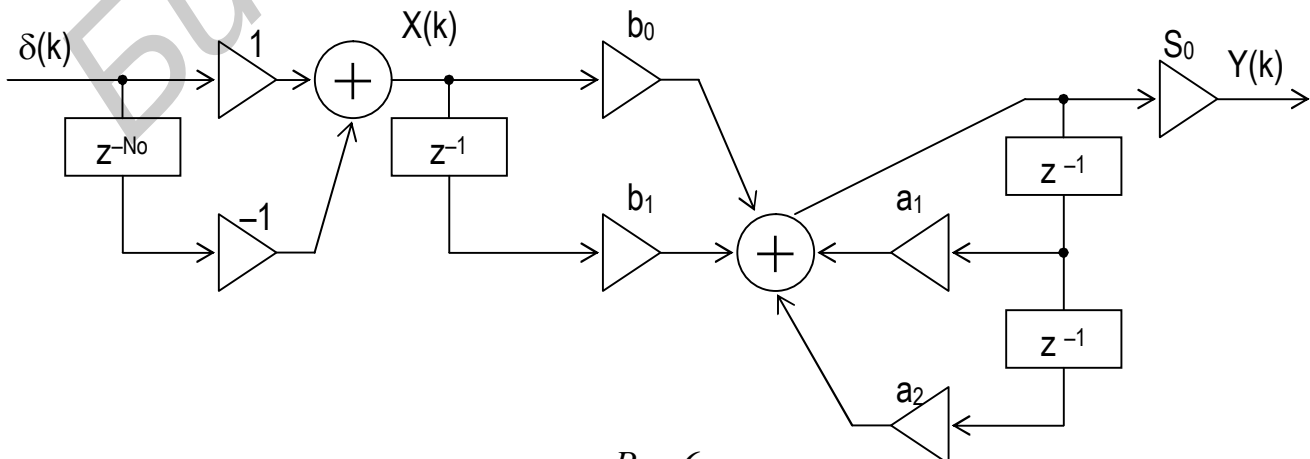 δ(k)
1
X(k)
b₀
S₀
Y(k)
z⁻ᴺᵒ
z⁻¹
z ⁻¹
–1
b₁
a₁
z ⁻¹
a₂